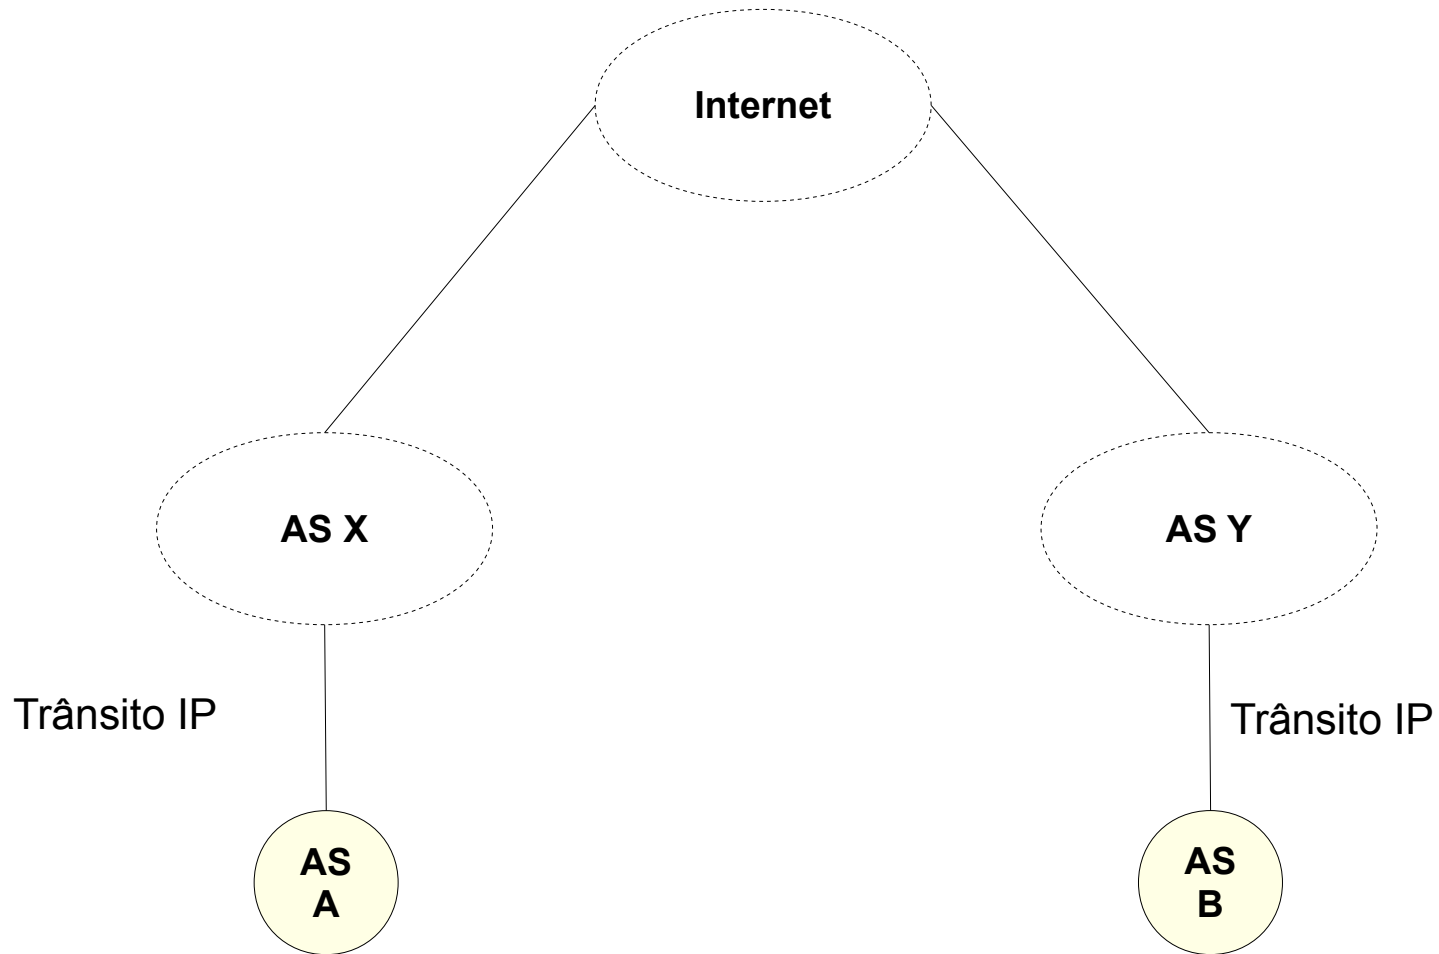 Internet
AS X
AS Y
Trânsito IP
Trânsito IP
AS
A
AS
B